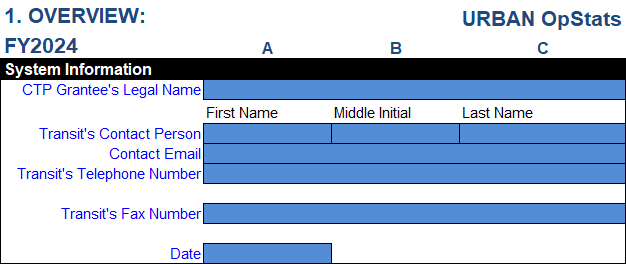 1. OVERVIEW: URBAN OpStats
FY2024 A B C
System Information
CTP Grantee's Legal Name
First Name Middle Initial Last Name
Transit's Contact Person
Contact Email
Transit's Telephone Number
Transit's Fax Number
Date